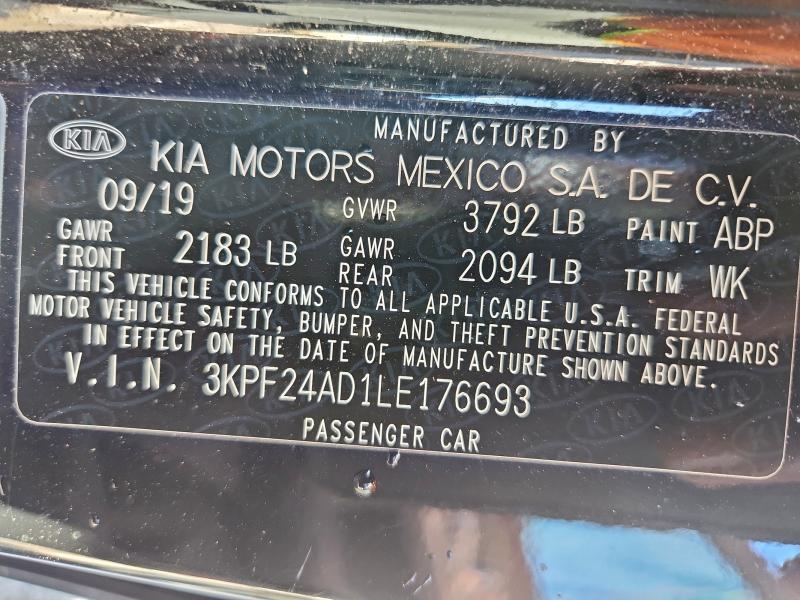 KIA
MANUFACTURED BY
KIA MOTORS MEXICO S.A. DE C.V.
09/19 GVWR 3792 LB PAINT ABP
GAWR FRONT 2183 LB GAWR REAR 2094 LB TRIM WK
THIS VEHICLE CONFORMS TO ALL APPLICABLE U.S.A. FEDERAL
MOTOR VEHICLE SAFETY, BUMPER, AND THEFT PREVENTION STANDARDS
IN EFFECT ON THE DATE OF MANUFACTURE SHOWN ABOVE.
V.I.N. 3KPF24AD1LE176693
PASSENGER CAR